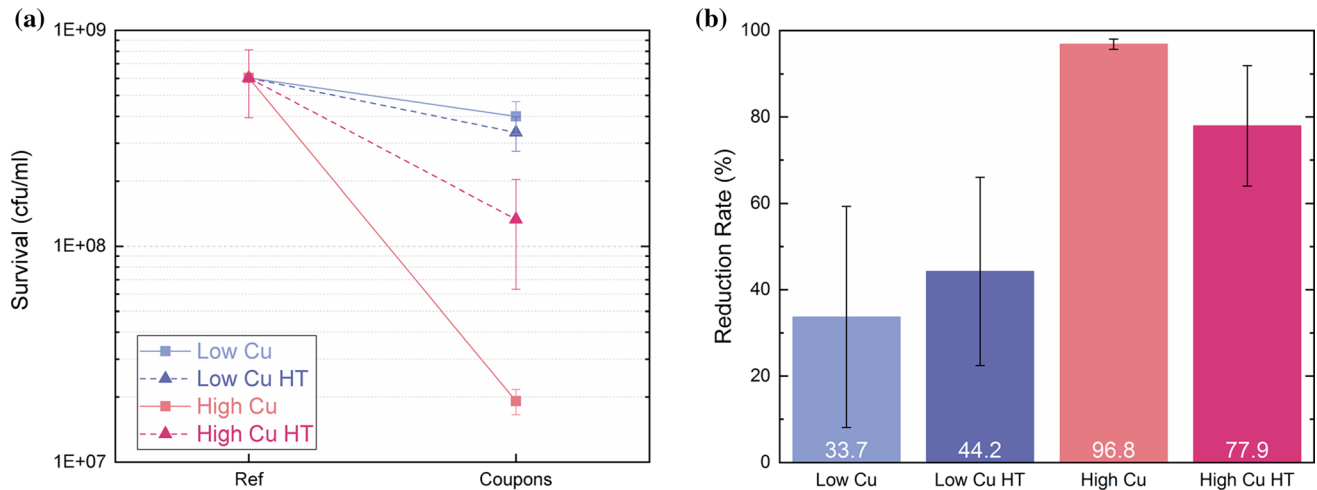 (a)
1E+09
1E+08
1E+07
Survival (cfu/ml)
Low Cu
Low Cu HT
High Cu
High Cu HT
Ref Coupons
(b)
100
80
60
40
20
0
Reduction Rate (%)
33.7 44.2 96.8 77.9
Low Cu Low Cu HT High Cu High Cu HT